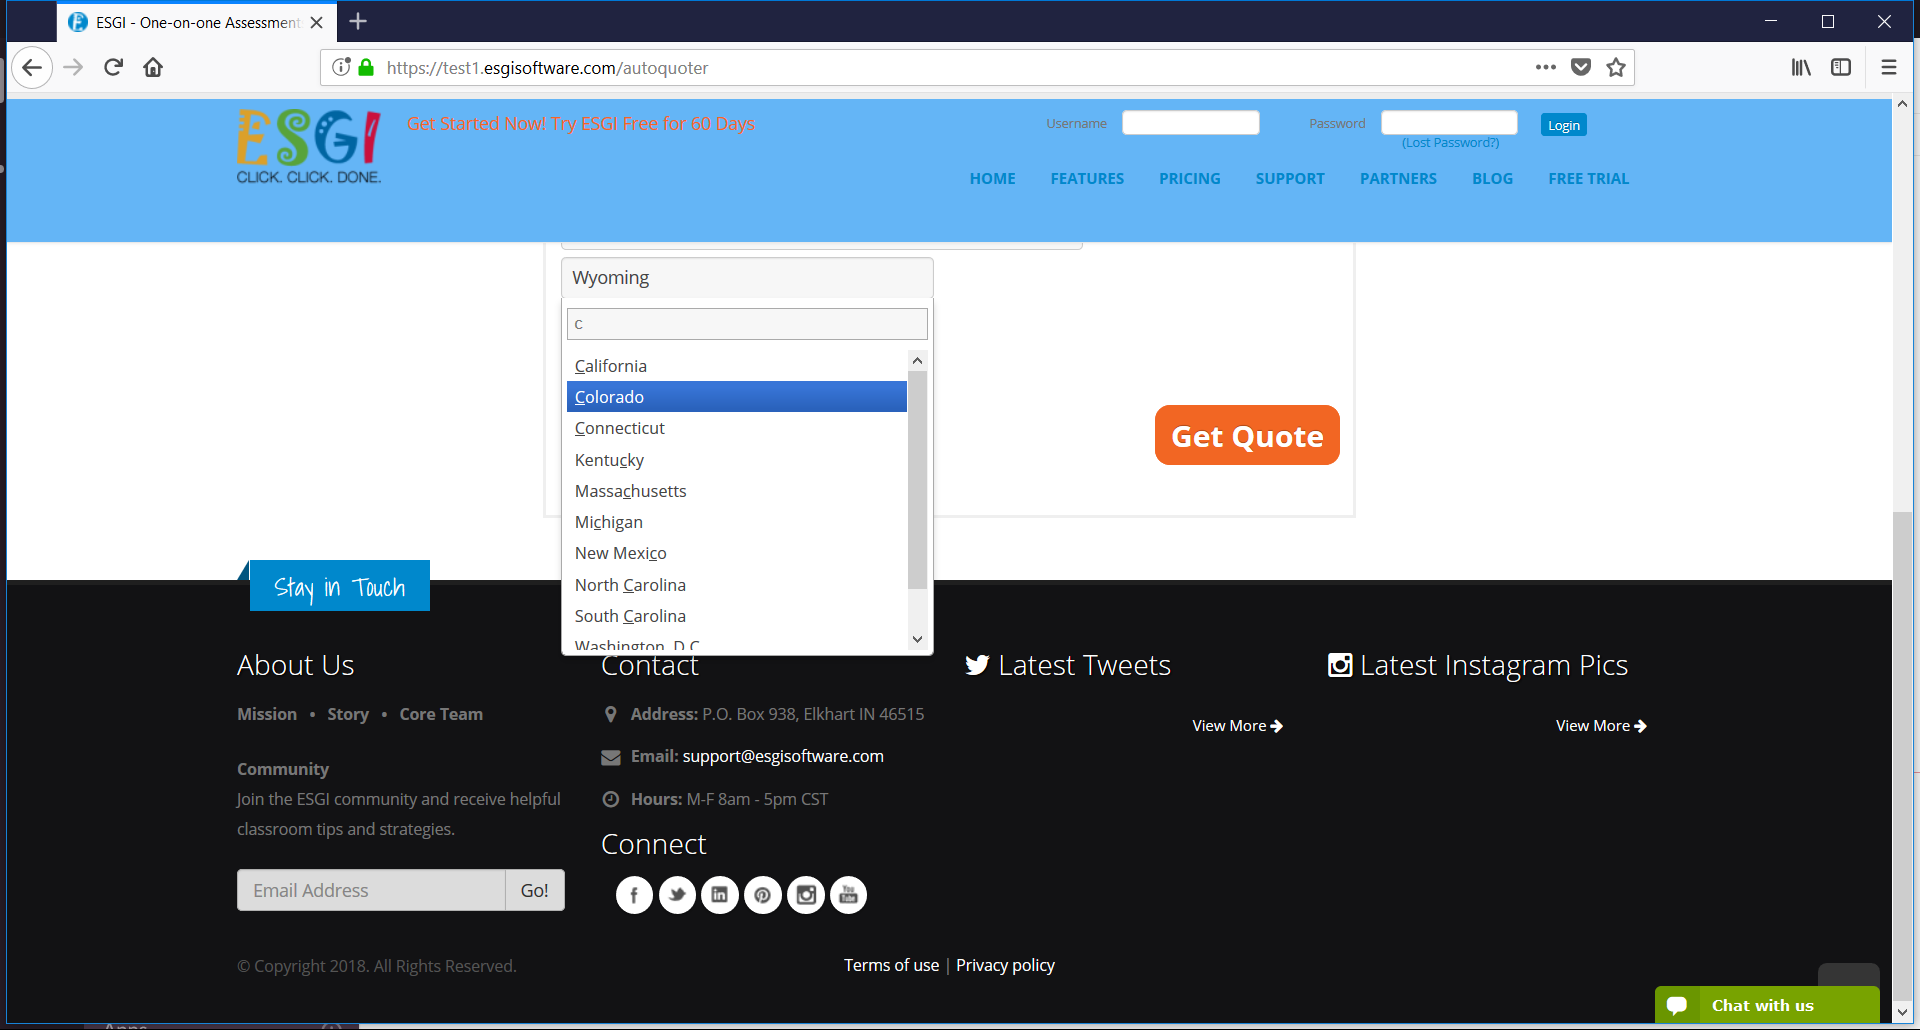 ESGI - One-on-one Assessment
https://test1.esgisoftware.com/autoquoter
ESGI
CLICK. CLICK. DONE.
Get Started Now! Try ESGI Free for 60 Days
Username
Password
Login
(Lost Password?)
HOME FEATURES PRICING SUPPORT PARTNERS BLOG FREE TRIAL
Wyoming
c
California
Colorado
Connecticut
Kentucky
Massachusetts
Michigan
New Mexico
North Carolina
South Carolina
Washington, D.C
Get Quote
Stay in Touch
About Us
Mission • Story • Core Team
Community
Join the ESGI community and receive helpful
classroom tips and strategies.
Email Address
Go!
Contact
Address: P.O. Box 938, Elkhart IN 46515
Email: support@esgisoftware.com
Hours: M-F 8am - 5pm CST
Connect
You
Tube
Latest Tweets
View More
Latest Instagram Pics
View More
© Copyright 2018. All Rights Reserved.
Terms of use | Privacy policy
Chat with us